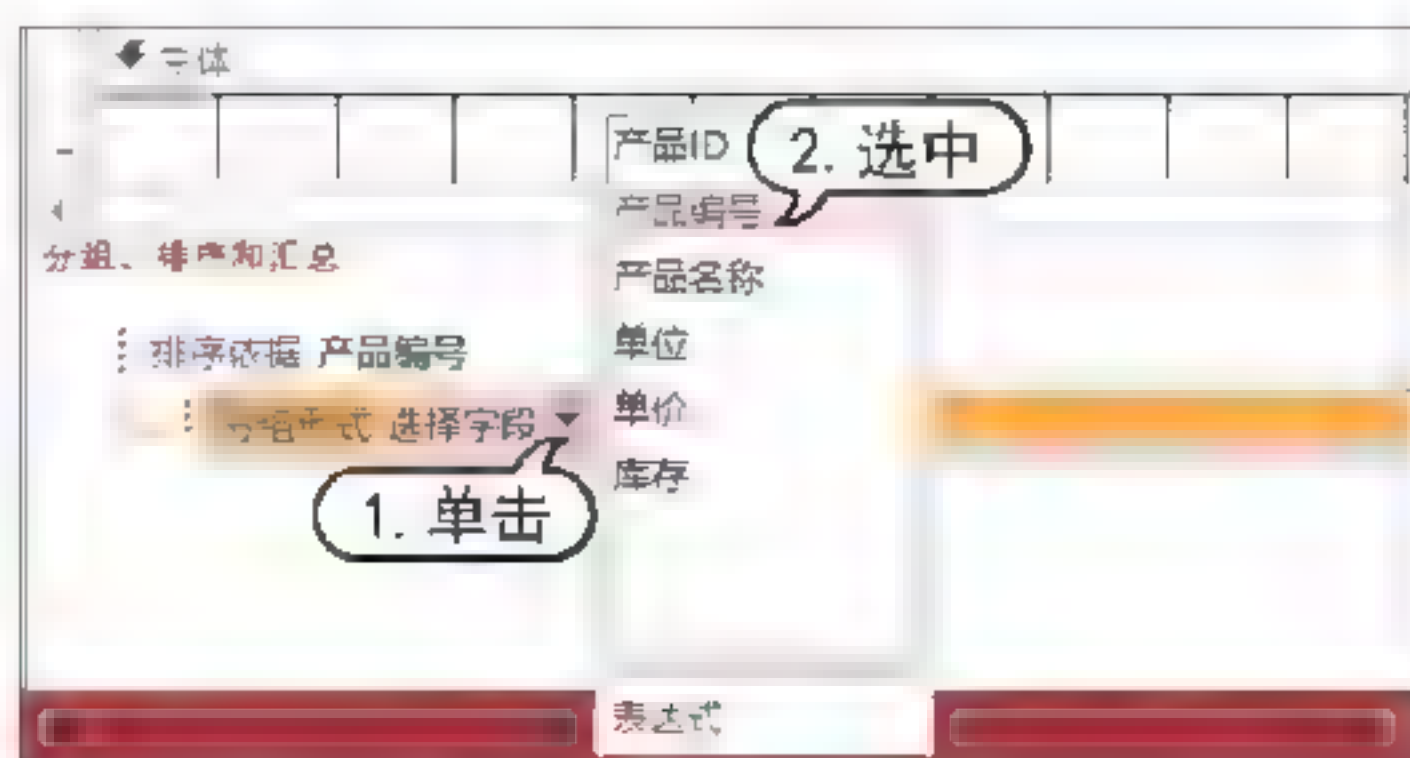 主体
产品ID
2. 选中
产品编号
分组、排序和汇总
产品名称
排序依据 产品编号
单位
分组形式 选择字段
单价
库存
1. 单击
表达式